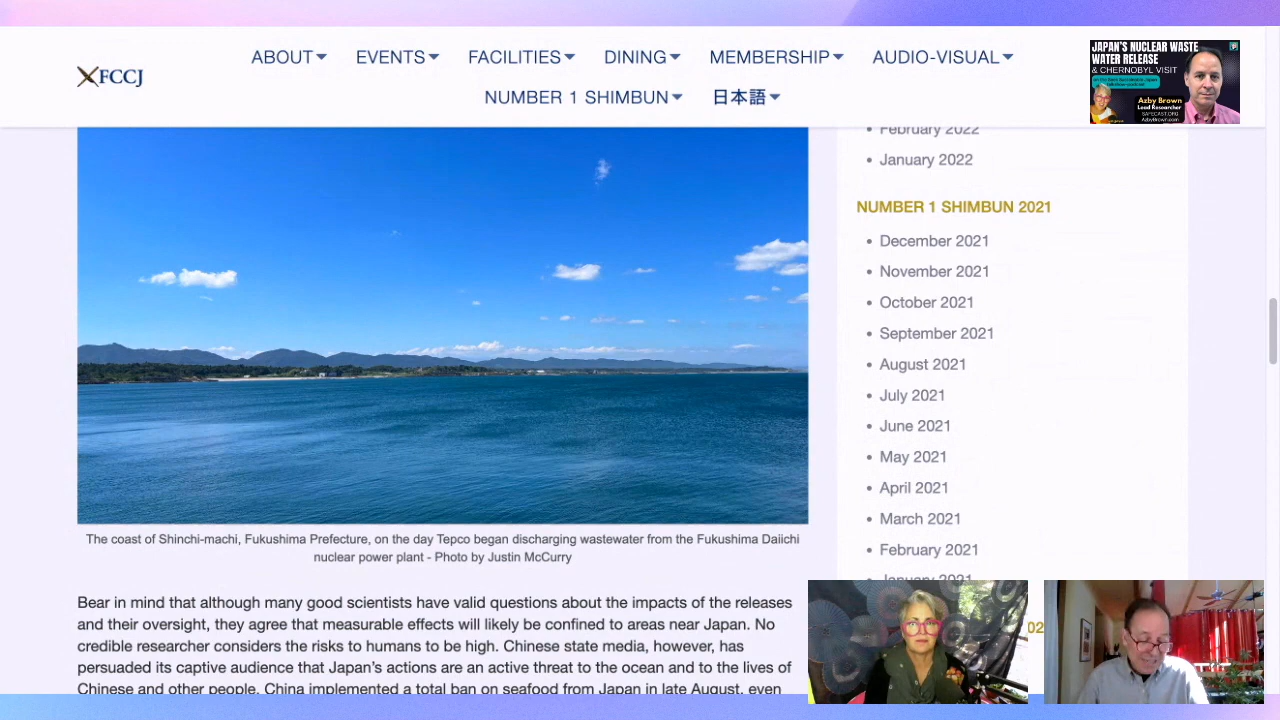 FCCJ
ABOUT
EVENTS
FACILITIES
DINING
MEMBERSHIP
AUDIO-VISUAL
NUMBER 1 SHIMBUN
日本語
JAPAN'S NUCLEAR WASTE
WATER RELEASE
& CHERNOBYL VISIT
Azby Brown
Lead Researcher
SAFECAST.ORG
AzbyBrown.com
February 2022
January 2022
NUMBER 1 SHIMBUN 2021
December 2021
November 2021
October 2021
September 2021
August 2021
July 2021
June 2021
May 2021
April 2021
March 2021
February 2021
January 2021
The coast of Shinchi-machi, Fukushima Prefecture, on the day Tepco began discharging wastewater from the Fukushima Daiichi
nuclear power plant - Photo by Justin McCurry
Bear in mind that although many good scientists have valid questions about the impacts of the releases
and their oversight, they agree that measurable effects will likely be confined to areas near Japan. No
credible researcher considers the risks to humans to be high. Chinese state media, however, has
persuaded its captive audience that Japan's actions are an active threat to the ocean and to the lives of
Chinese and other people. China implemented a total ban on seafood from Japan in late August, even